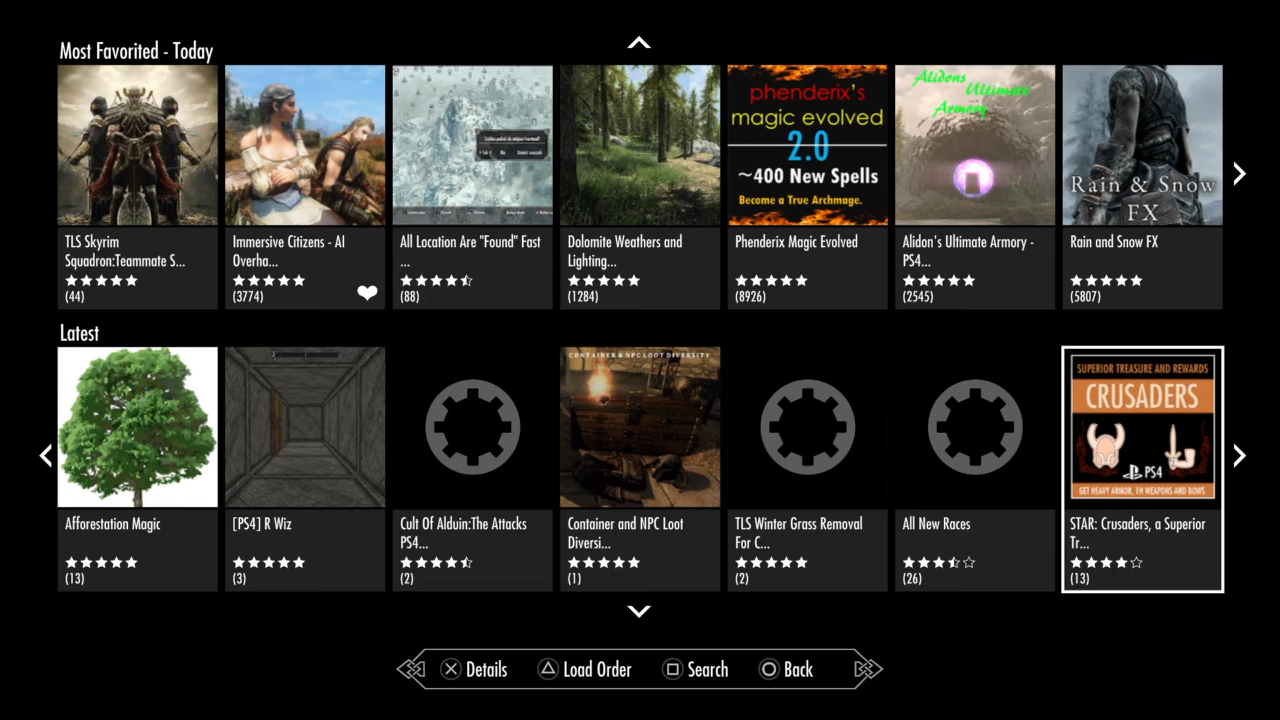 Most Favorited - Today
phenderix's
magic evolved
2.0
~400 New Spells
Become a True Archmage.
Alidons
Ultimate
Armory
Rain & Snow
FX
TLS Skyrim
Squadron:Teammate S...
(44)
Immersive Citizens - AI
Overha...
(3774)
All Location Are "Found" Fast
...
(88)
Dolomite Weathers and
Lighting...
(1284)
Phenderix Magic Evolved
(8926)
Alidon's Ultimate Armory -
PS4...
(2545)
Rain and Snow FX
(5807)
Latest
CONTAINER & NPC LOOT DIVERSITY
SUPERIOR TREASURE AND REWARDS
CRUSADERS
PS4
GET HEAVY ARMOR, 1H WEAPONS AND BOWS
Afforestation Magic
(13)
[PS4] R Wiz
(3)
Cult Of Alduin:The Attacks
PS4...
(2)
Container and NPC Loot
Diversi...
(1)
TLS Winter Grass Removal
For C...
(2)
All New Races
(26)
STAR: Crusaders, a Superior
Tr...
(13)
Details
Load Order
Search
Back